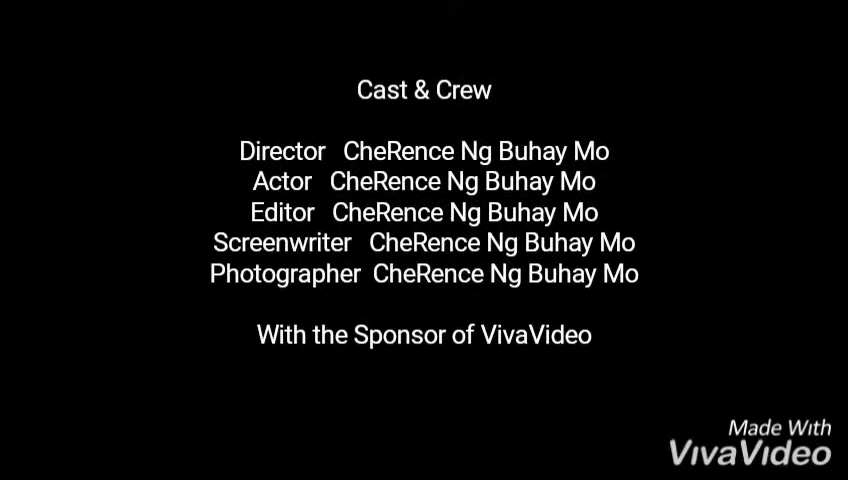 Cast & Crew
Director CheRence Ng Buhay Mo
Actor CheRence Ng Buhay Mo
Editor CheRence Ng Buhay Mo
Screenwriter CheRence Ng Buhay Mo
Photographer CheRence Ng Buhay Mo
With the Sponsor of VivaVideo
Made With
VivaVideo